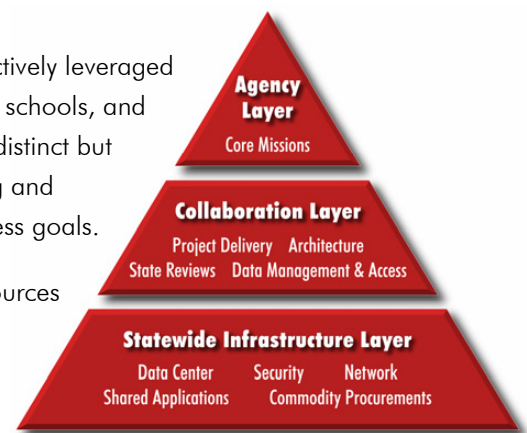 ctively leveraged
schools, and
distinct but
g and
ess goals.
ources
Agency
Layer
Core Missions
Collaboration Layer
Project Delivery Architecture
State Reviews Data Management & Access
Statewide Infrastructure Layer
Data Center Security Network
Shared Applications Commodity Procurements